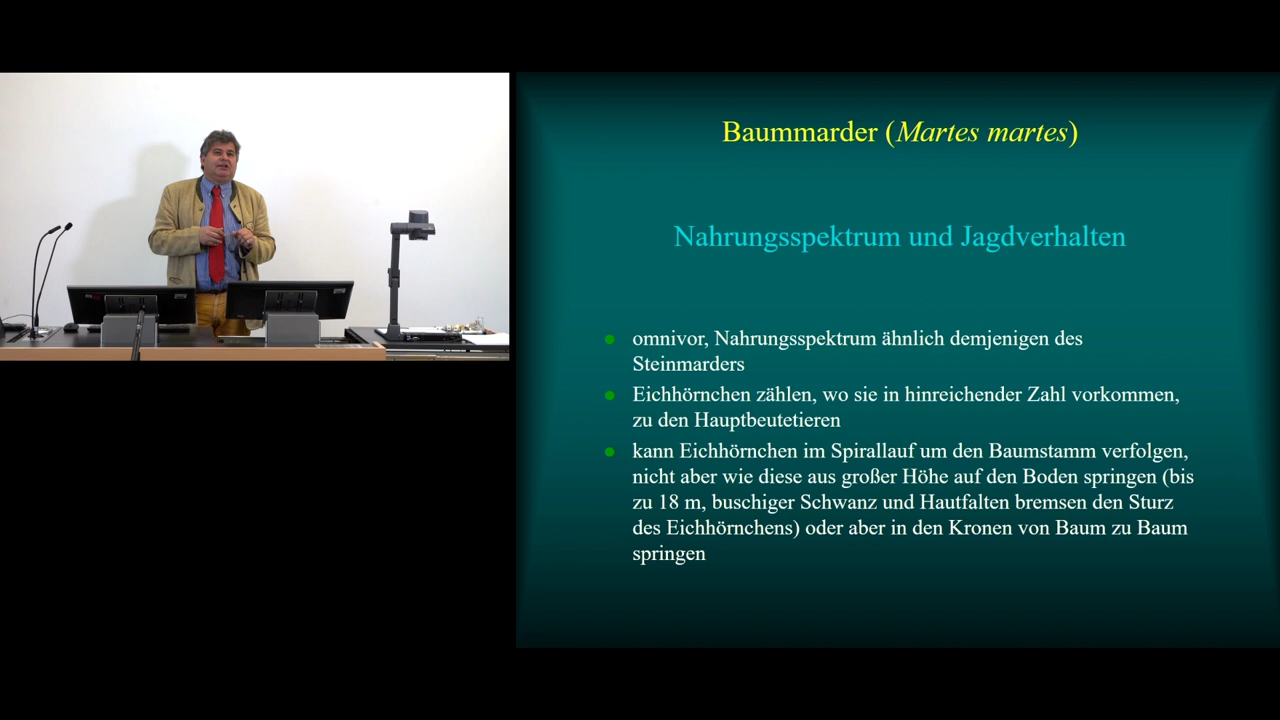 Baummarder (Martes martes)
Nahrungsspektrum und Jagdverhalten
omnivor, Nahrungsspektrum ähnlich demjenigen des
Steinmarders
Eichhörnchen zählen, wo sie in hinreichender Zahl vorkommen,
zu den Hauptbeutetieren
kann Eichhörnchen im Spirallauf um den Baumstamm verfolgen,
nicht aber wie diese aus großer Höhe auf den Boden springen (bis
zu 18 m, buschiger Schwanz und Hautfalten bremsen den Sturz
des Eichhörnchens) oder aber in den Kronen von Baum zu Baum
springen